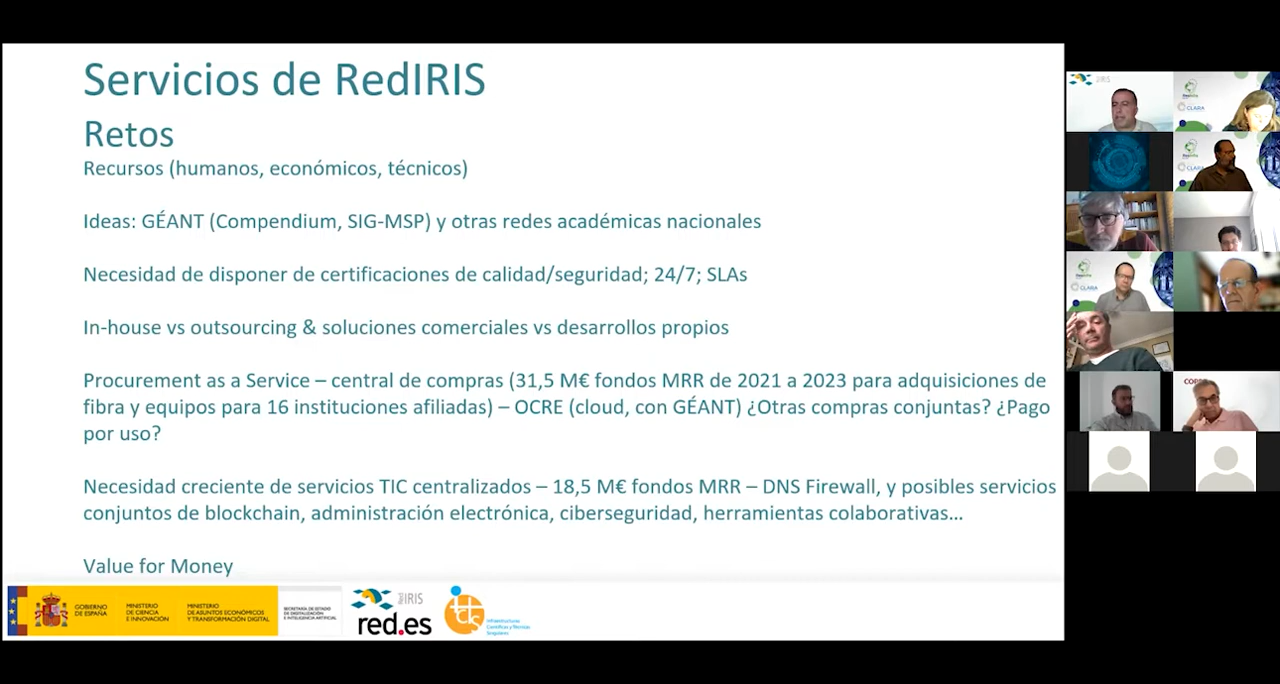 Servicios de RedIRIS
Retos
Recursos (humanos, económicos, técnicos)
Ideas: GÉANT (Compendium, SIG-MSP) y otras redes académicas nacionales
Necesidad de disponer de certificaciones de calidad/seguridad; 24/7; SLAs
In-house vs outsourcing & soluciones comerciales vs desarrollos propios
Procurement as a Service – central de compras (31,5 M€ fondos MRR de 2021 a 2023 para adquisiciones de
fibra y equipos para 16 instituciones afiliadas) – OCRE (cloud, con GÉANT) ¿Otras compras conjuntas? ¿Pago
por uso?
Necesidad creciente de servicios TIC centralizados – 18,5 M€ fondos MRR – DNS Firewall, y posibles servicios
conjuntos de blockchain, administración electrónica, ciberseguridad, herramientas colaborativas…
Value for Money
GOBIERNO
DE ESPAÑA
MINISTERIO
DE CIENCIA
E INNOVACIÓN
MINISTERIO
DE ASUNTOS ECONÓMICOS
Y TRANSFORMACIÓN DIGITAL
SECRETARÍA DE ESTADO
DE DIGITALIZACIÓN
E INTELIGENCIA ARTIFICIAL
IRIS
red.es
Infraestructuras
Científicas y Técnicas
Singulares
IRIS
CLARA
CLARA
CLARA